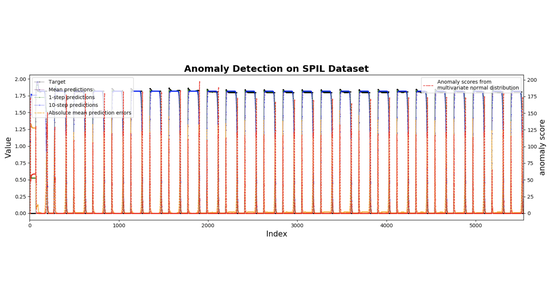 Anomaly Detection on SPIL Dataset
Target
Mean predictions
1-step predictions
10-step predictions
Absolute mean prediction errors
Anomaly scores from
multivariate normal distribution
Value
2.00
1.75
1.50
1.25
1.00
0.75
0.50
0.25
0.00
anomaly score
200
175
150
125
100
75
50
25
0
0 1000 2000 3000 4000 5000
Index